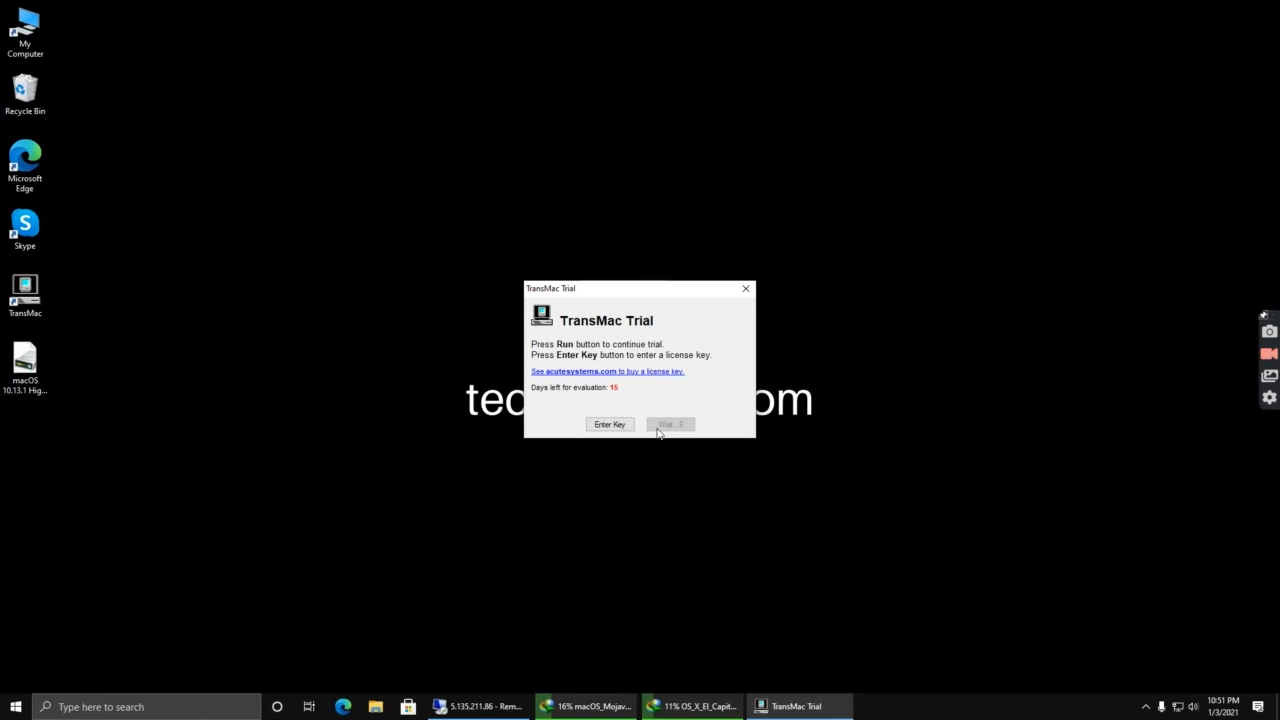 My
Computer
Recycle Bin
Microsoft
Edge
Skype
TransMac
macOS
10.13.1 Hig...
TransMac Trial
TransMac Trial
Press Run button to continue trial.
Press Enter Key button to enter a license key.
See acutesystems.com to buy a license key.
Days left for evaluation: 15
Enter Key
Wait...
tec
om
Type here to search
5.135.211.86 - Rem...
16% macOS_Mojav...
11% OS_X_El_Capit...
TransMac Trial
10:51 PM
1/3/2021